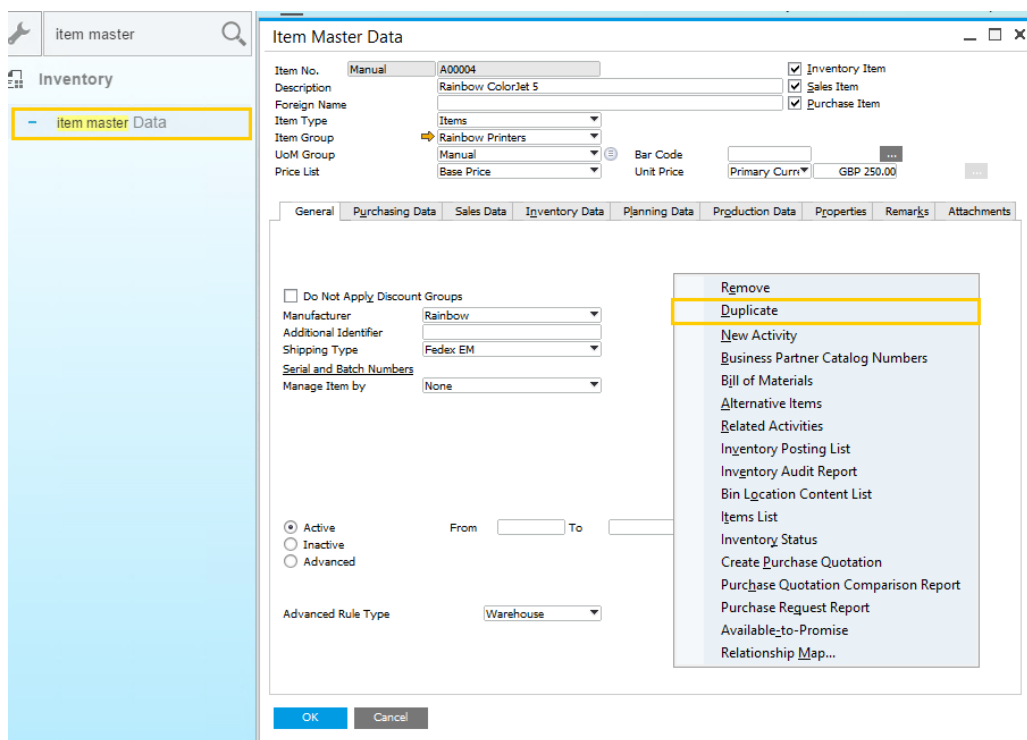 item master
Inventory
item master Data
Item Master Data
Item No. Manual A00004 Inventory Item
Description Rainbow ColorJet 5 Sales Item
Foreign Name Purchase Item
Item Type Items
Item Group Rainbow Printers
UoM Group Manual Bar Code ...
Price List Base Price Unit Price Primary Curre GBP 250.00 ...
General Purchasing Data Sales Data Inventory Data Planning Data Production Data Properties Remarks Attachments
Do Not Apply Discount Groups
Manufacturer Rainbow
Additional Identifier
Shipping Type Fedex EM
Serial and Batch Numbers
Manage Item by None
Active From To
Inactive
Advanced
Advanced Rule Type Warehouse
Remove
Duplicate
New Activity
Business Partner Catalog Numbers
Bill of Materials
Alternative Items
Related Activities
Inventory Posting List
Inventory Audit Report
Bin Location Content List
Items List
Inventory Status
Create Purchase Quotation
Purchase Quotation Comparison Report
Purchase Request Report
Available-to-Promise
Relationship Map...
OK Cancel